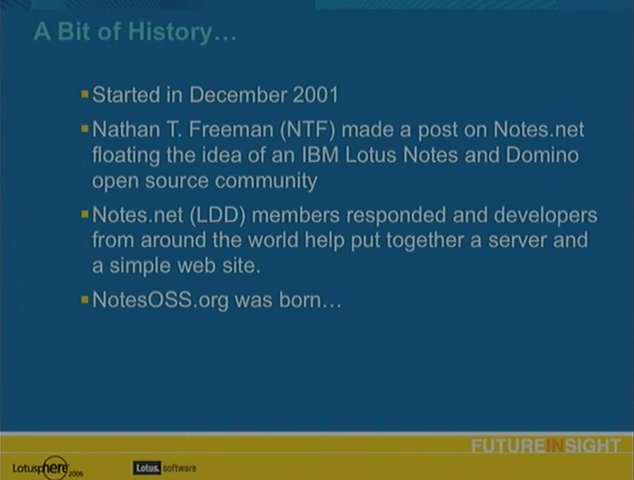 A Bit of History…
Started in December 2001
Nathan T. Freeman (NTF) made a post on Notes.net
floating the idea of an IBM Lotus Notes and Domino
open source community
Notes.net (LDD) members responded and developers
from around the world help put together a server and
a simple web site.
NotesOSS.org was born…
FUTUREINSIGHT
Lotusphere 2006
Lotus. software